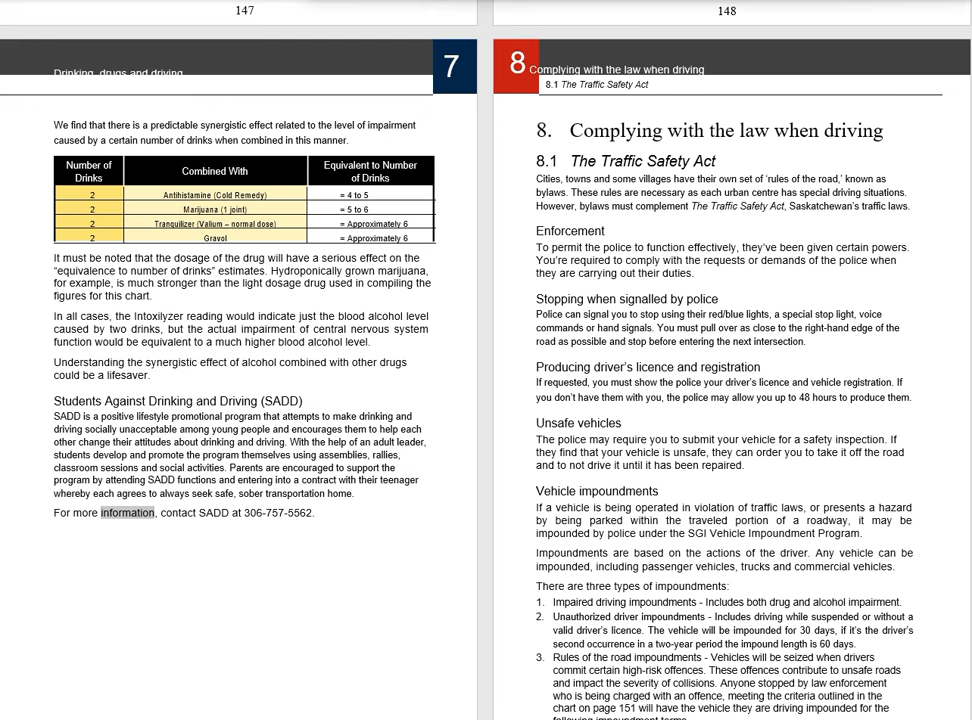 147
Drinking, drugs and driving
7
We find that there is a predictable synergistic effect related to the level of impairment
caused by a certain number of drinks when combined in this manner.
Number of Drinks Combined With Equivalent to Number of Drinks
2 Antihistamine (Cold Remedy) = 4 to 5
2 Marijuana (1 joint) = 5 to 6
2 Tranquilizer (Valium – normal dose) = Approximately 6
2 Gravol = Approximately 6
It must be noted that the dosage of the drug will have a serious effect on the
“equivalence to number of drinks” estimates. Hydroponically grown marijuana,
for example, is much stronger than the light dosage drug used in compiling the
figures for this chart.
In all cases, the Intoxilyzer reading would indicate just the blood alcohol level
caused by two drinks, but the actual impairment of central nervous system
function would be equivalent to a much higher blood alcohol level.
Understanding the synergistic effect of alcohol combined with other drugs
could be a lifesaver.
Students Against Drinking and Driving (SADD)
SADD is a positive lifestyle promotional program that attempts to make drinking and
driving socially unacceptable among young people and encourages them to help each
other change their attitudes about drinking and driving. With the help of an adult leader,
students develop and promote the program themselves using assemblies, rallies,
classroom sessions and social activities. Parents are encouraged to support the
program by attending SADD functions and entering into a contract with their teenager
whereby each agrees to always seek safe, sober transportation home.
For more information, contact SADD at 306-757-5562.
148
8 Complying with the law when driving
8.1 The Traffic Safety Act
8. Complying with the law when driving
8.1 The Traffic Safety Act
Cities, towns and some villages have their own set of ‘rules of the road,’ known as
bylaws. These rules are necessary as each urban centre has special driving situations.
However, bylaws must complement The Traffic Safety Act, Saskatchewan’s traffic laws.
Enforcement
To permit the police to function effectively, they’ve been given certain powers.
You’re required to comply with the requests or demands of the police when
they are carrying out their duties.
Stopping when signalled by police
Police can signal you to stop using their red/blue lights, a special stop light, voice
commands or hand signals. You must pull over as close to the right-hand edge of the
road as possible and stop before entering the next intersection.
Producing driver’s licence and registration
If requested, you must show the police your driver’s licence and vehicle registration. If
you don’t have them with you, the police may allow you up to 48 hours to produce them.
Unsafe vehicles
The police may require you to submit your vehicle for a safety inspection. If
they find that your vehicle is unsafe, they can order you to take it off the road
and to not drive it until it has been repaired.
Vehicle impoundments
If a vehicle is being operated in violation of traffic laws, or presents a hazard
by being parked within the traveled portion of a roadway, it may be
impounded by police under the SGI Vehicle Impoundment Program.
Impoundments are based on the actions of the driver. Any vehicle can be
impounded, including passenger vehicles, trucks and commercial vehicles.
There are three types of impoundments:
1. Impaired driving impoundments - Includes both drug and alcohol impairment.
2. Unauthorized driver impoundments - Includes driving while suspended or without a
valid driver’s licence. The vehicle will be impounded for 30 days, if it’s the driver’s
second occurrence in a two-year period the impound length is 60 days.
3. Rules of the road impoundments - Vehicles will be seized when drivers
commit certain high-risk offences. These offences contribute to unsafe roads
and impact the severity of collisions. Anyone stopped by law enforcement
who is being charged with an offence, meeting the criteria outlined in the
chart on page 151 will have the vehicle they are driving impounded for the
following impoundment terms